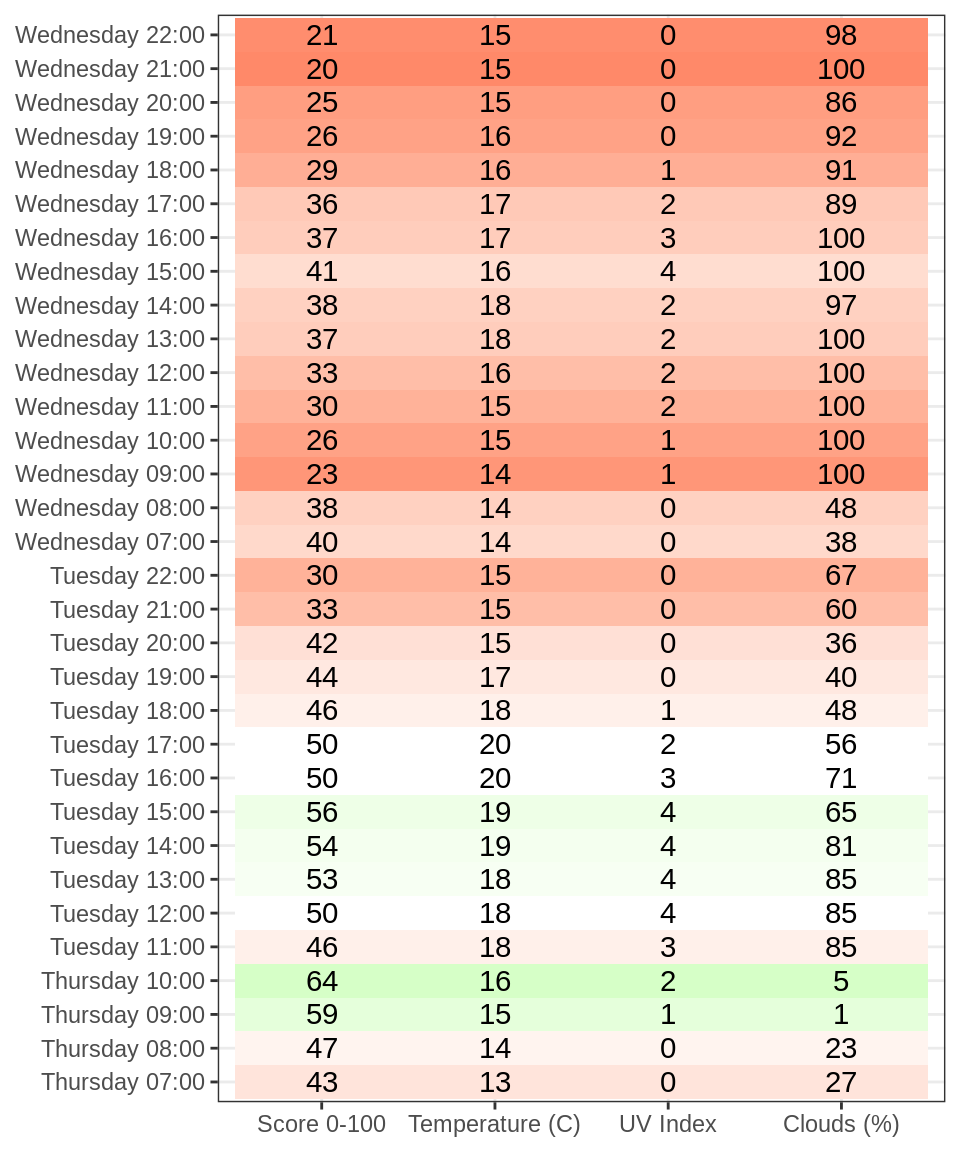 Wednesday 22:00 21 15 0 98
Wednesday 21:00 20 15 0 100
Wednesday 20:00 25 15 0 86
Wednesday 19:00 26 16 0 92
Wednesday 18:00 29 16 1 91
Wednesday 17:00 36 17 2 89
Wednesday 16:00 37 17 3 100
Wednesday 15:00 41 16 4 100
Wednesday 14:00 38 18 2 97
Wednesday 13:00 37 18 2 100
Wednesday 12:00 33 16 2 100
Wednesday 11:00 30 15 2 100
Wednesday 10:00 26 15 1 100
Wednesday 09:00 23 14 1 100
Wednesday 08:00 38 14 0 48
Wednesday 07:00 40 14 0 38
Tuesday 22:00 30 15 0 67
Tuesday 21:00 33 15 0 60
Tuesday 20:00 42 15 0 36
Tuesday 19:00 44 17 0 40
Tuesday 18:00 46 18 1 48
Tuesday 17:00 50 20 2 56
Tuesday 16:00 50 20 3 71
Tuesday 15:00 56 19 4 65
Tuesday 14:00 54 19 4 81
Tuesday 13:00 53 18 4 85
Tuesday 12:00 50 18 4 85
Tuesday 11:00 46 18 3 85
Thursday 10:00 64 16 2 5
Thursday 09:00 59 15 1 1
Thursday 08:00 47 14 0 23
Thursday 07:00 43 13 0 27
Score 0-100 Temperature (C) UV Index Clouds (%)